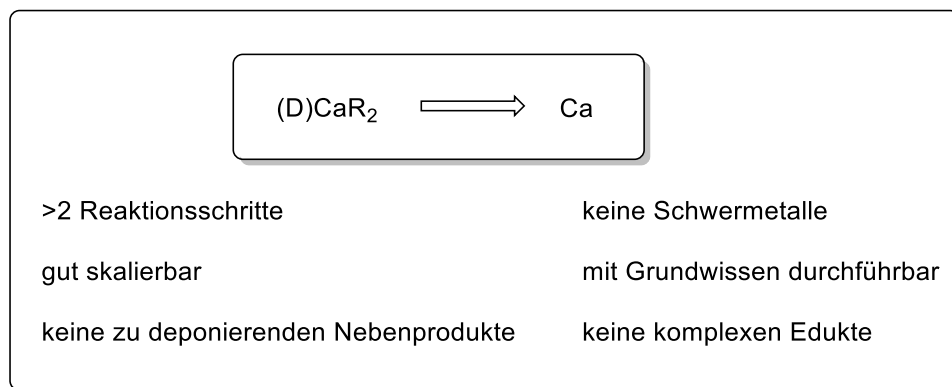 (D)CaR₂ ⟹ Ca
>2 Reaktionsschritte
keine Schwermetalle
gut skalierbar
mit Grundwissen durchführbar
keine zu deponierenden Nebenprodukte
keine komplexen Edukte